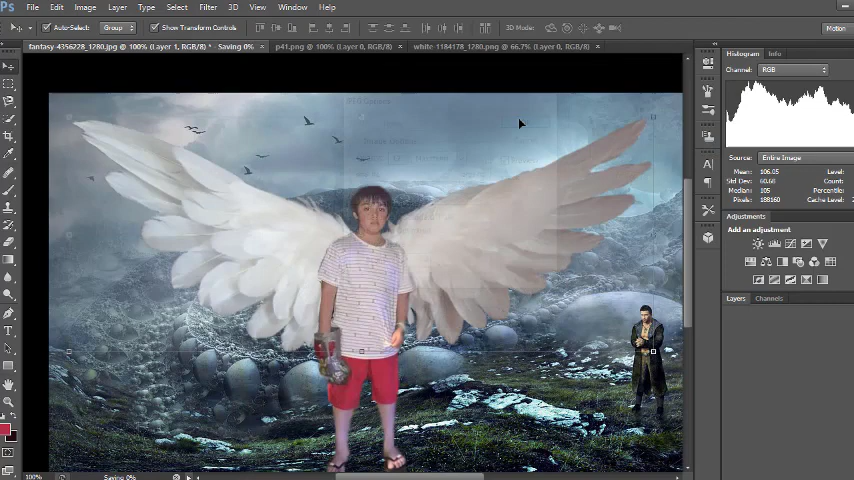 Ps File Edit Image Layer Type Select Filter 3D View Window Help
Auto-Select: Group Show Transform Controls 3D Mode: Motion
fantasy-4356228_1280.jpg @ 100% (Layer 1, RGB/8) * - Saving 0% × p41.png @ 100% (Layer 0, RGB/8) × white-1184178_1280.png @ 66.7% (Layer 0, RGB/8) ×
Histogram Info
Channel: RGB
Source: Entire Image
Mean: 106.05 Level:
Std Dev: 60.68 Count:
Median: 105 Percentile:
Pixels: 188160 Cache Level:
Adjustments
Add an adjustment
Layers Channels
100% Saving 0%